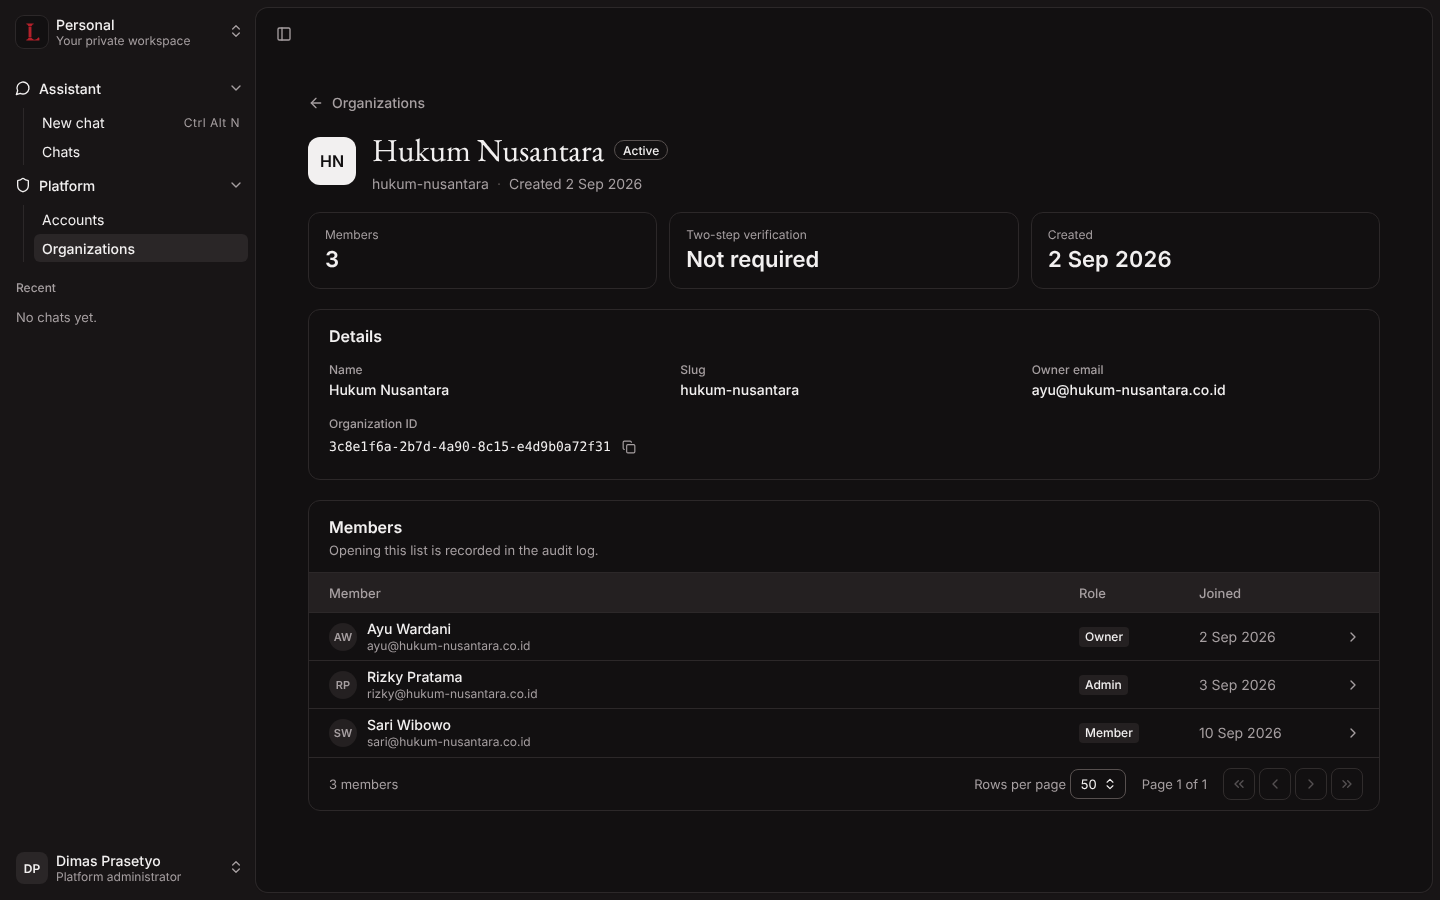 L
Personal
Your private workspace
Assistant
New chat
Ctrl Alt N
Chats
Platform
Accounts
Organizations
Recent
No chats yet.
DP
Dimas Prasetyo
Platform administrator
Organizations
HN
Hukum Nusantara
Active
hukum-nusantara · Created 2 Sep 2026
Members
3
Two-step verification
Not required
Created
2 Sep 2026
Details
Name
Hukum Nusantara
Slug
hukum-nusantara
Owner email
ayu@hukum-nusantara.co.id
Organization ID
3c8e1f6a-2b7d-4a90-8c15-e4d9b0a72f31
Members
Opening this list is recorded in the audit log.
Member Role Joined
AW
Ayu Wardani
ayu@hukum-nusantara.co.id
Owner
2 Sep 2026
RP
Rizky Pratama
rizky@hukum-nusantara.co.id
Admin
3 Sep 2026
SW
Sari Wibowo
sari@hukum-nusantara.co.id
Member
10 Sep 2026
3 members
Rows per page 50
Page 1 of 1